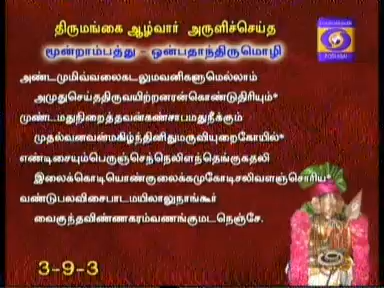 திருமங்கை ஆழ்வார் அருளிச்செய்த
மூன்றாம்பத்து - ஒன்பதாந்திருமொழி
அண்டமுமிவ்வலைகடலுமவனிகளுமெல்லாம்
அமுதுசெய்ததிருவயிற்றனரன்கொண்டுதிரியும்*
முண்டமதுநிறைத்தவன்கண்சாபமதுநீக்கும்
முதல்வனவன்மகிழ்ந்தினிதுமருவியுறைகோயில்*
எண்டிசையும்பெருஞ்செந்நெலிளந்தெங்குகதலி
இலைக்கொடியொண்குலைக்கமுகோடிசலிவளஞ்சொரிய*
வண்டுபலவிசைபாடமயிலாலுநாங்கூர்
வைகுந்தவிண்ணகரம்வணங்குமடநெஞ்சே.
3-9-3